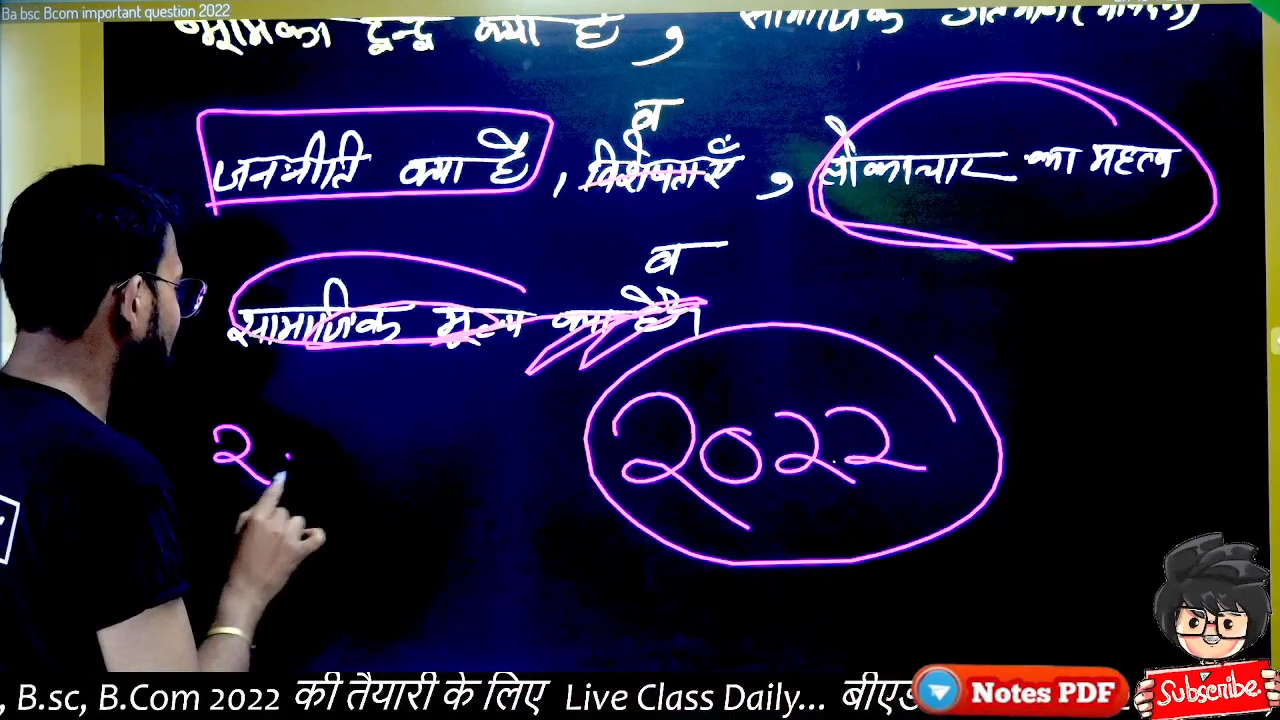 Ba bsc Bcom important question 2022
भूमिका द्वन्द्व क्या है , सामाजिक
व
जनरीति क्या है , विशेषताएँ , लोकाचार का महत्व
व
सामाजिक मूल्य क्या है।
2022
2
, B.sc, B.Com 2022 की तैयारी के लिए Live Class Daily... बीए
Notes PDF
Subscribe.